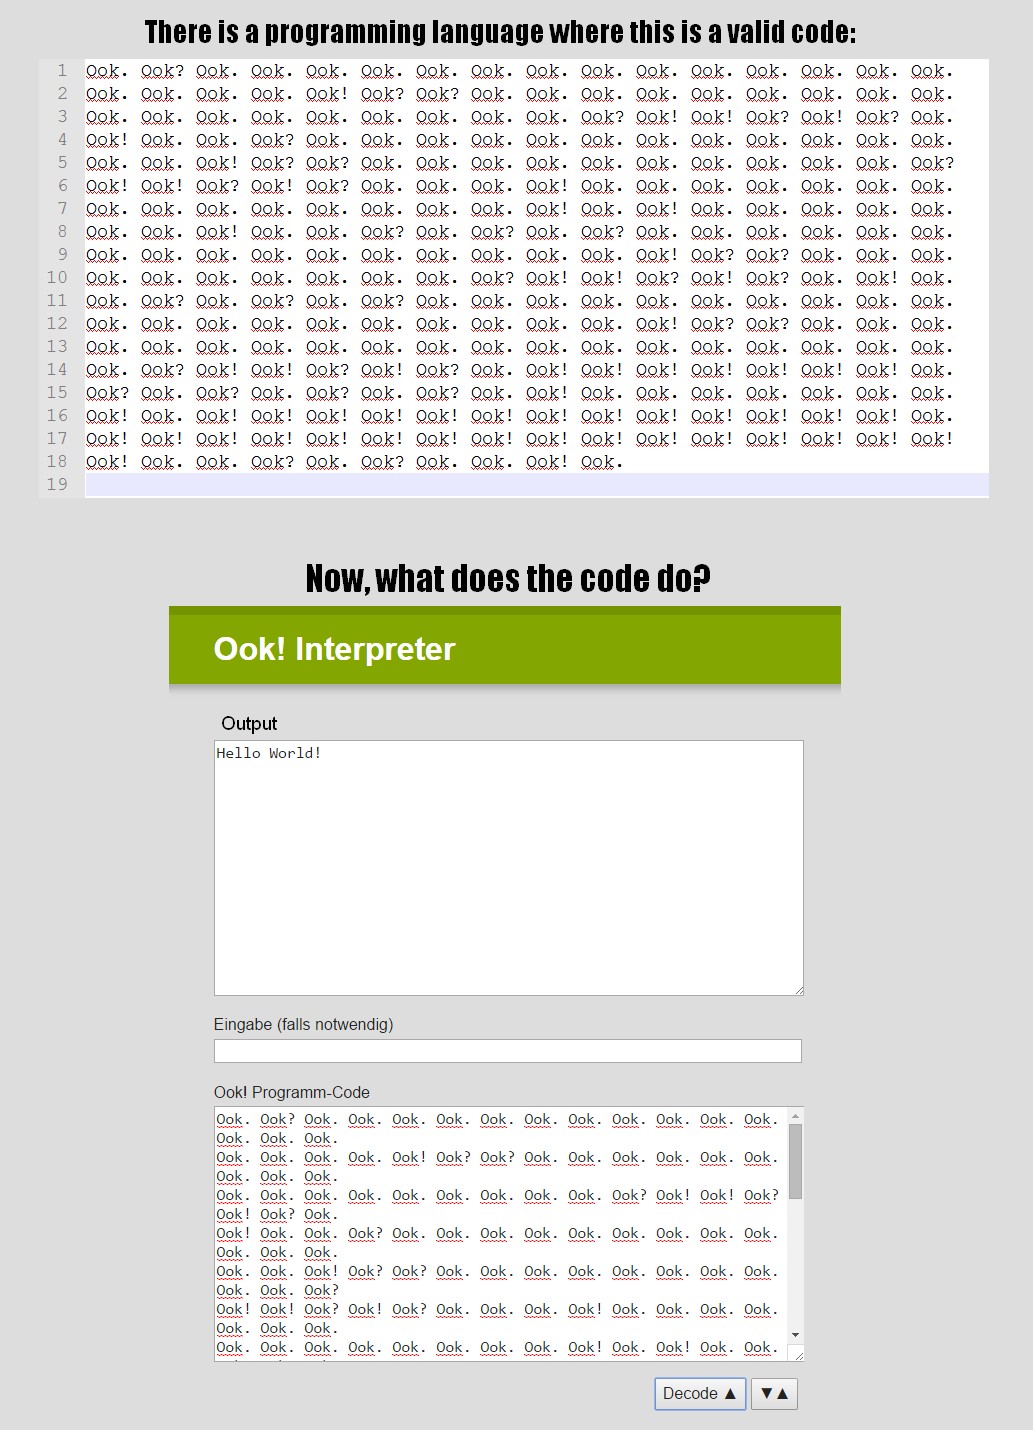 There is a programming language where this is a valid code:
1 Ook. Ook? Ook. Ook. Ook. Ook. Ook. Ook. Ook. Ook. Ook. Ook. Ook. Ook. Ook. Ook.
2 Ook. Ook. Ook. Ook. Ook! Ook? Ook? Ook. Ook. Ook. Ook. Ook. Ook. Ook. Ook. Ook.
3 Ook. Ook. Ook. Ook. Ook. Ook. Ook. Ook. Ook. Ook? Ook! Ook! Ook? Ook! Ook? Ook.
4 Ook! Ook. Ook. Ook? Ook. Ook. Ook. Ook. Ook. Ook. Ook. Ook. Ook. Ook. Ook. Ook.
5 Ook. Ook. Ook! Ook? Ook? Ook. Ook. Ook. Ook. Ook. Ook. Ook. Ook. Ook. Ook. Ook?
6 Ook! Ook! Ook? Ook! Ook? Ook. Ook. Ook. Ook! Ook. Ook. Ook. Ook. Ook. Ook. Ook.
7 Ook. Ook. Ook. Ook. Ook. Ook. Ook. Ook. Ook! Ook. Ook! Ook. Ook. Ook. Ook. Ook.
8 Ook. Ook. Ook! Ook. Ook. Ook? Ook. Ook? Ook. Ook? Ook. Ook. Ook. Ook. Ook. Ook.
9 Ook. Ook. Ook. Ook. Ook. Ook. Ook. Ook. Ook. Ook. Ook! Ook? Ook? Ook. Ook. Ook.
10 Ook. Ook. Ook. Ook. Ook. Ook. Ook. Ook? Ook! Ook! Ook? Ook! Ook? Ook. Ook! Ook.
11 Ook. Ook? Ook. Ook? Ook. Ook? Ook. Ook. Ook. Ook. Ook. Ook. Ook. Ook. Ook. Ook.
12 Ook. Ook. Ook. Ook. Ook. Ook. Ook. Ook. Ook. Ook. Ook! Ook? Ook? Ook. Ook. Ook.
13 Ook. Ook. Ook. Ook. Ook. Ook. Ook. Ook. Ook. Ook. Ook. Ook. Ook. Ook. Ook. Ook.
14 Ook. Ook? Ook! Ook! Ook? Ook! Ook? Ook. Ook! Ook! Ook! Ook! Ook! Ook! Ook! Ook.
15 Ook? Ook. Ook? Ook. Ook? Ook. Ook? Ook. Ook! Ook. Ook. Ook. Ook. Ook. Ook. Ook.
16 Ook! Ook. Ook! Ook! Ook! Ook! Ook! Ook! Ook! Ook! Ook! Ook! Ook! Ook! Ook! Ook.
17 Ook! Ook! Ook! Ook! Ook! Ook! Ook! Ook! Ook! Ook! Ook! Ook! Ook! Ook! Ook! Ook!
18 Ook! Ook. Ook. Ook? Ook. Ook? Ook. Ook. Ook! Ook.
19
Now, what does the code do?
Ook! Interpreter
Output
Hello World!
Eingabe (falls notwendig)
Ook! Programm-Code
Ook. Ook? Ook. Ook. Ook. Ook. Ook. Ook. Ook. Ook. Ook. Ook. Ook.
Ook. Ook. Ook.
Ook. Ook. Ook. Ook. Ook! Ook? Ook? Ook. Ook. Ook. Ook. Ook. Ook.
Ook. Ook. Ook.
Ook. Ook. Ook. Ook. Ook. Ook. Ook. Ook. Ook. Ook? Ook! Ook! Ook?
Ook! Ook? Ook.
Ook! Ook. Ook. Ook? Ook. Ook. Ook. Ook. Ook. Ook. Ook. Ook. Ook.
Ook. Ook. Ook.
Ook. Ook. Ook! Ook? Ook? Ook. Ook. Ook. Ook. Ook. Ook. Ook. Ook.
Ook. Ook. Ook?
Ook! Ook! Ook? Ook! Ook? Ook. Ook. Ook. Ook! Ook. Ook. Ook. Ook.
Ook. Ook. Ook.
Ook. Ook. Ook. Ook. Ook. Ook. Ook. Ook. Ook! Ook. Ook! Ook. Ook.
Decode ▲ ▼▲